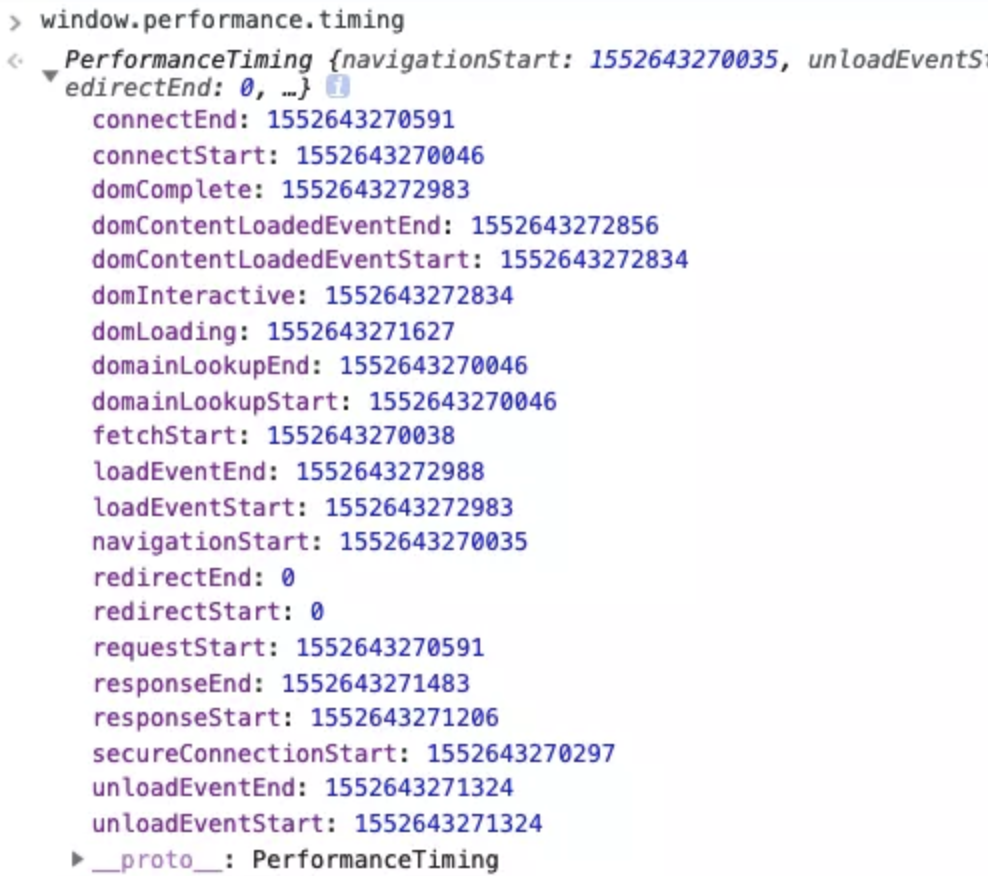 window.performance.timing
PerformanceTiming {navigationStart: 1552643270035, unloadEventSt
edirectEnd: 0, …}
connectEnd: 1552643270591
connectStart: 1552643270046
domComplete: 1552643272983
domContentLoadedEventEnd: 1552643272856
domContentLoadedEventStart: 1552643272834
domInteractive: 1552643272834
domLoading: 1552643271627
domainLookupEnd: 1552643270046
domainLookupStart: 1552643270046
fetchStart: 1552643270038
loadEventEnd: 1552643272988
loadEventStart: 1552643272983
navigationStart: 1552643270035
redirectEnd: 0
redirectStart: 0
requestStart: 1552643270591
responseEnd: 1552643271483
responseStart: 1552643271206
secureConnectionStart: 1552643270297
unloadEventEnd: 1552643271324
unloadEventStart: 1552643271324
__proto__: PerformanceTiming